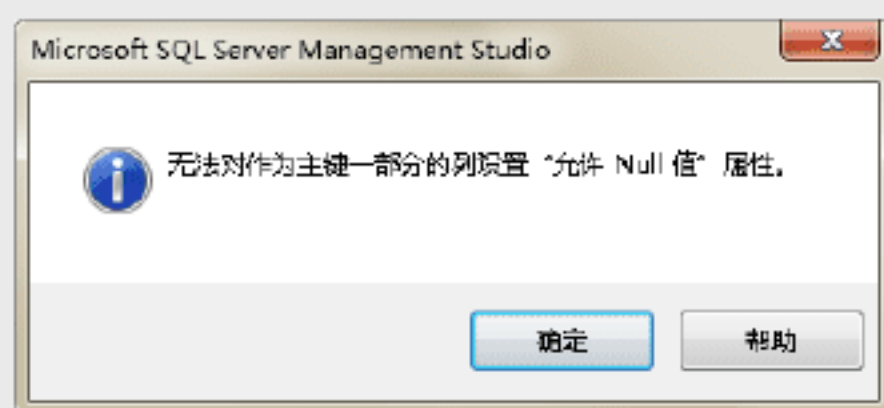 Microsoft SQL Server Management Studio
无法对作为主键一部分的列设置 “允许 Null 值” 属性。
确定
帮助